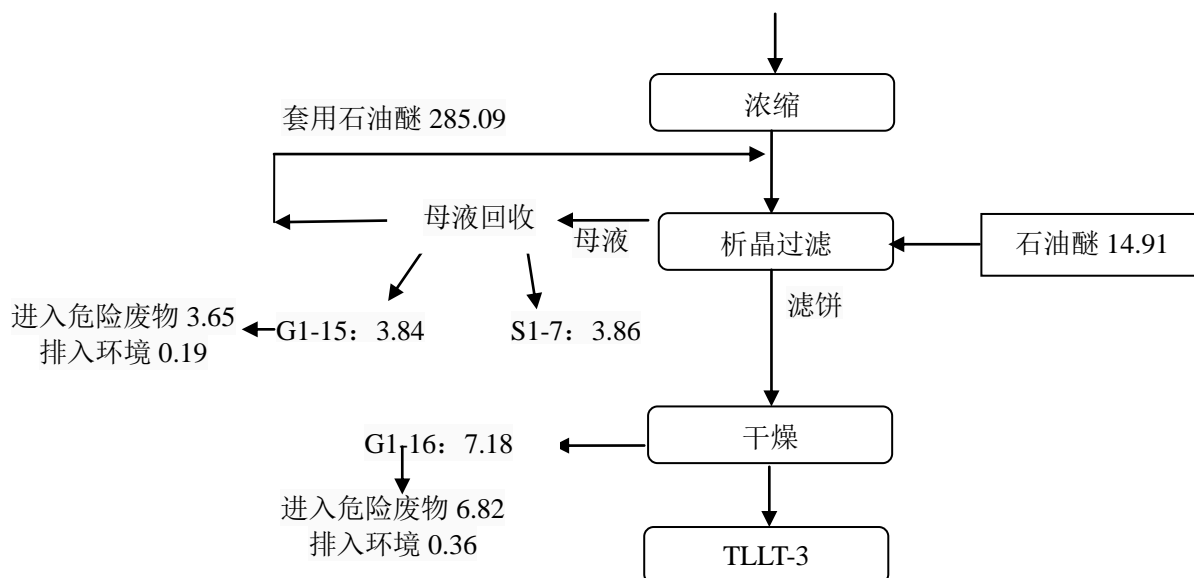 浓缩
套用石油醚 285.09
母液回收
母液
析晶过滤
石油醚 14.91
滤饼
进入危险废物 3.65
排入环境 0.19
G1-15：3.84
S1-7：3.86
干燥
G1-16：7.18
进入危险废物 6.82
排入环境 0.36
TLLT-3